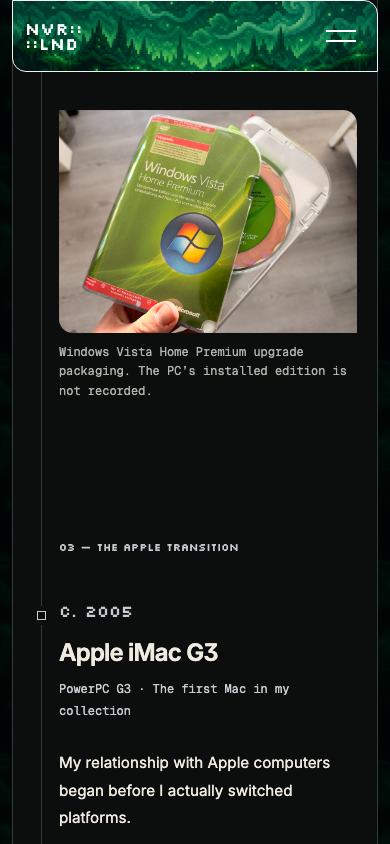 NVR::
::LND
Windows Vista
Home Premium
Microsoft
Windows Vista Home Premium upgrade
packaging. The PC’s installed edition is
not recorded.
03 — THE APPLE TRANSITION
C. 2005
Apple iMac G3
PowerPC G3 · The first Mac in my
collection
My relationship with Apple computers
began before I actually switched
platforms.